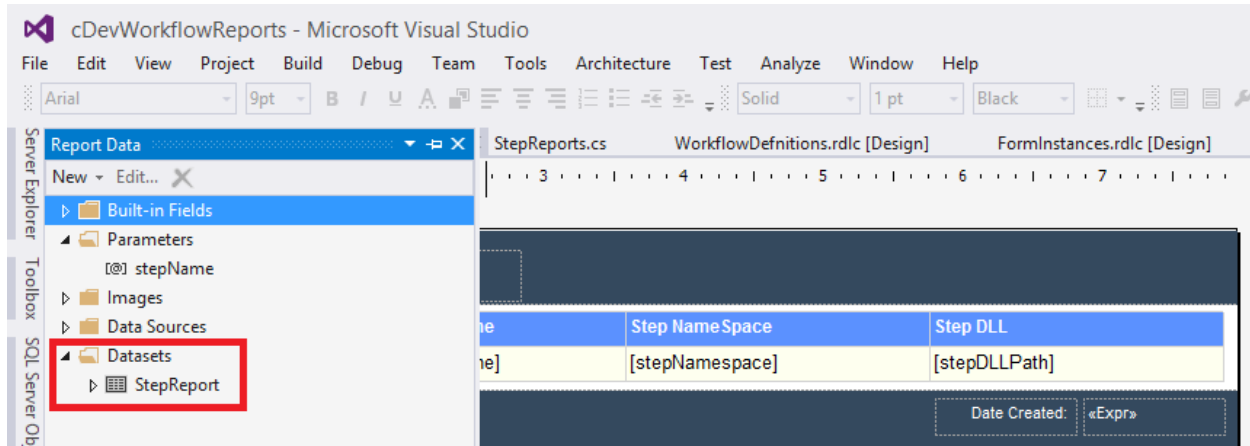 cDevWorkflowReports - Microsoft Visual Studio
File Edit View Project Build Debug Team Tools Architecture Test Analyze Window Help
Arial 9pt B I U A Solid 1 pt Black
Server Explorer
Toolbox
SQL Server Ob
Report Data
New Edit...
Built-in Fields
Parameters
[@] stepName
Images
Data Sources
Datasets
StepReport
StepReports.cs WorkflowDefnitions.rdlc [Design] FormInstances.rdlc [Design]
3 4 5 6 7
ne Step NameSpace Step DLL
ne] [stepNamespace] [stepDLLPath]
Date Created: «Expr»